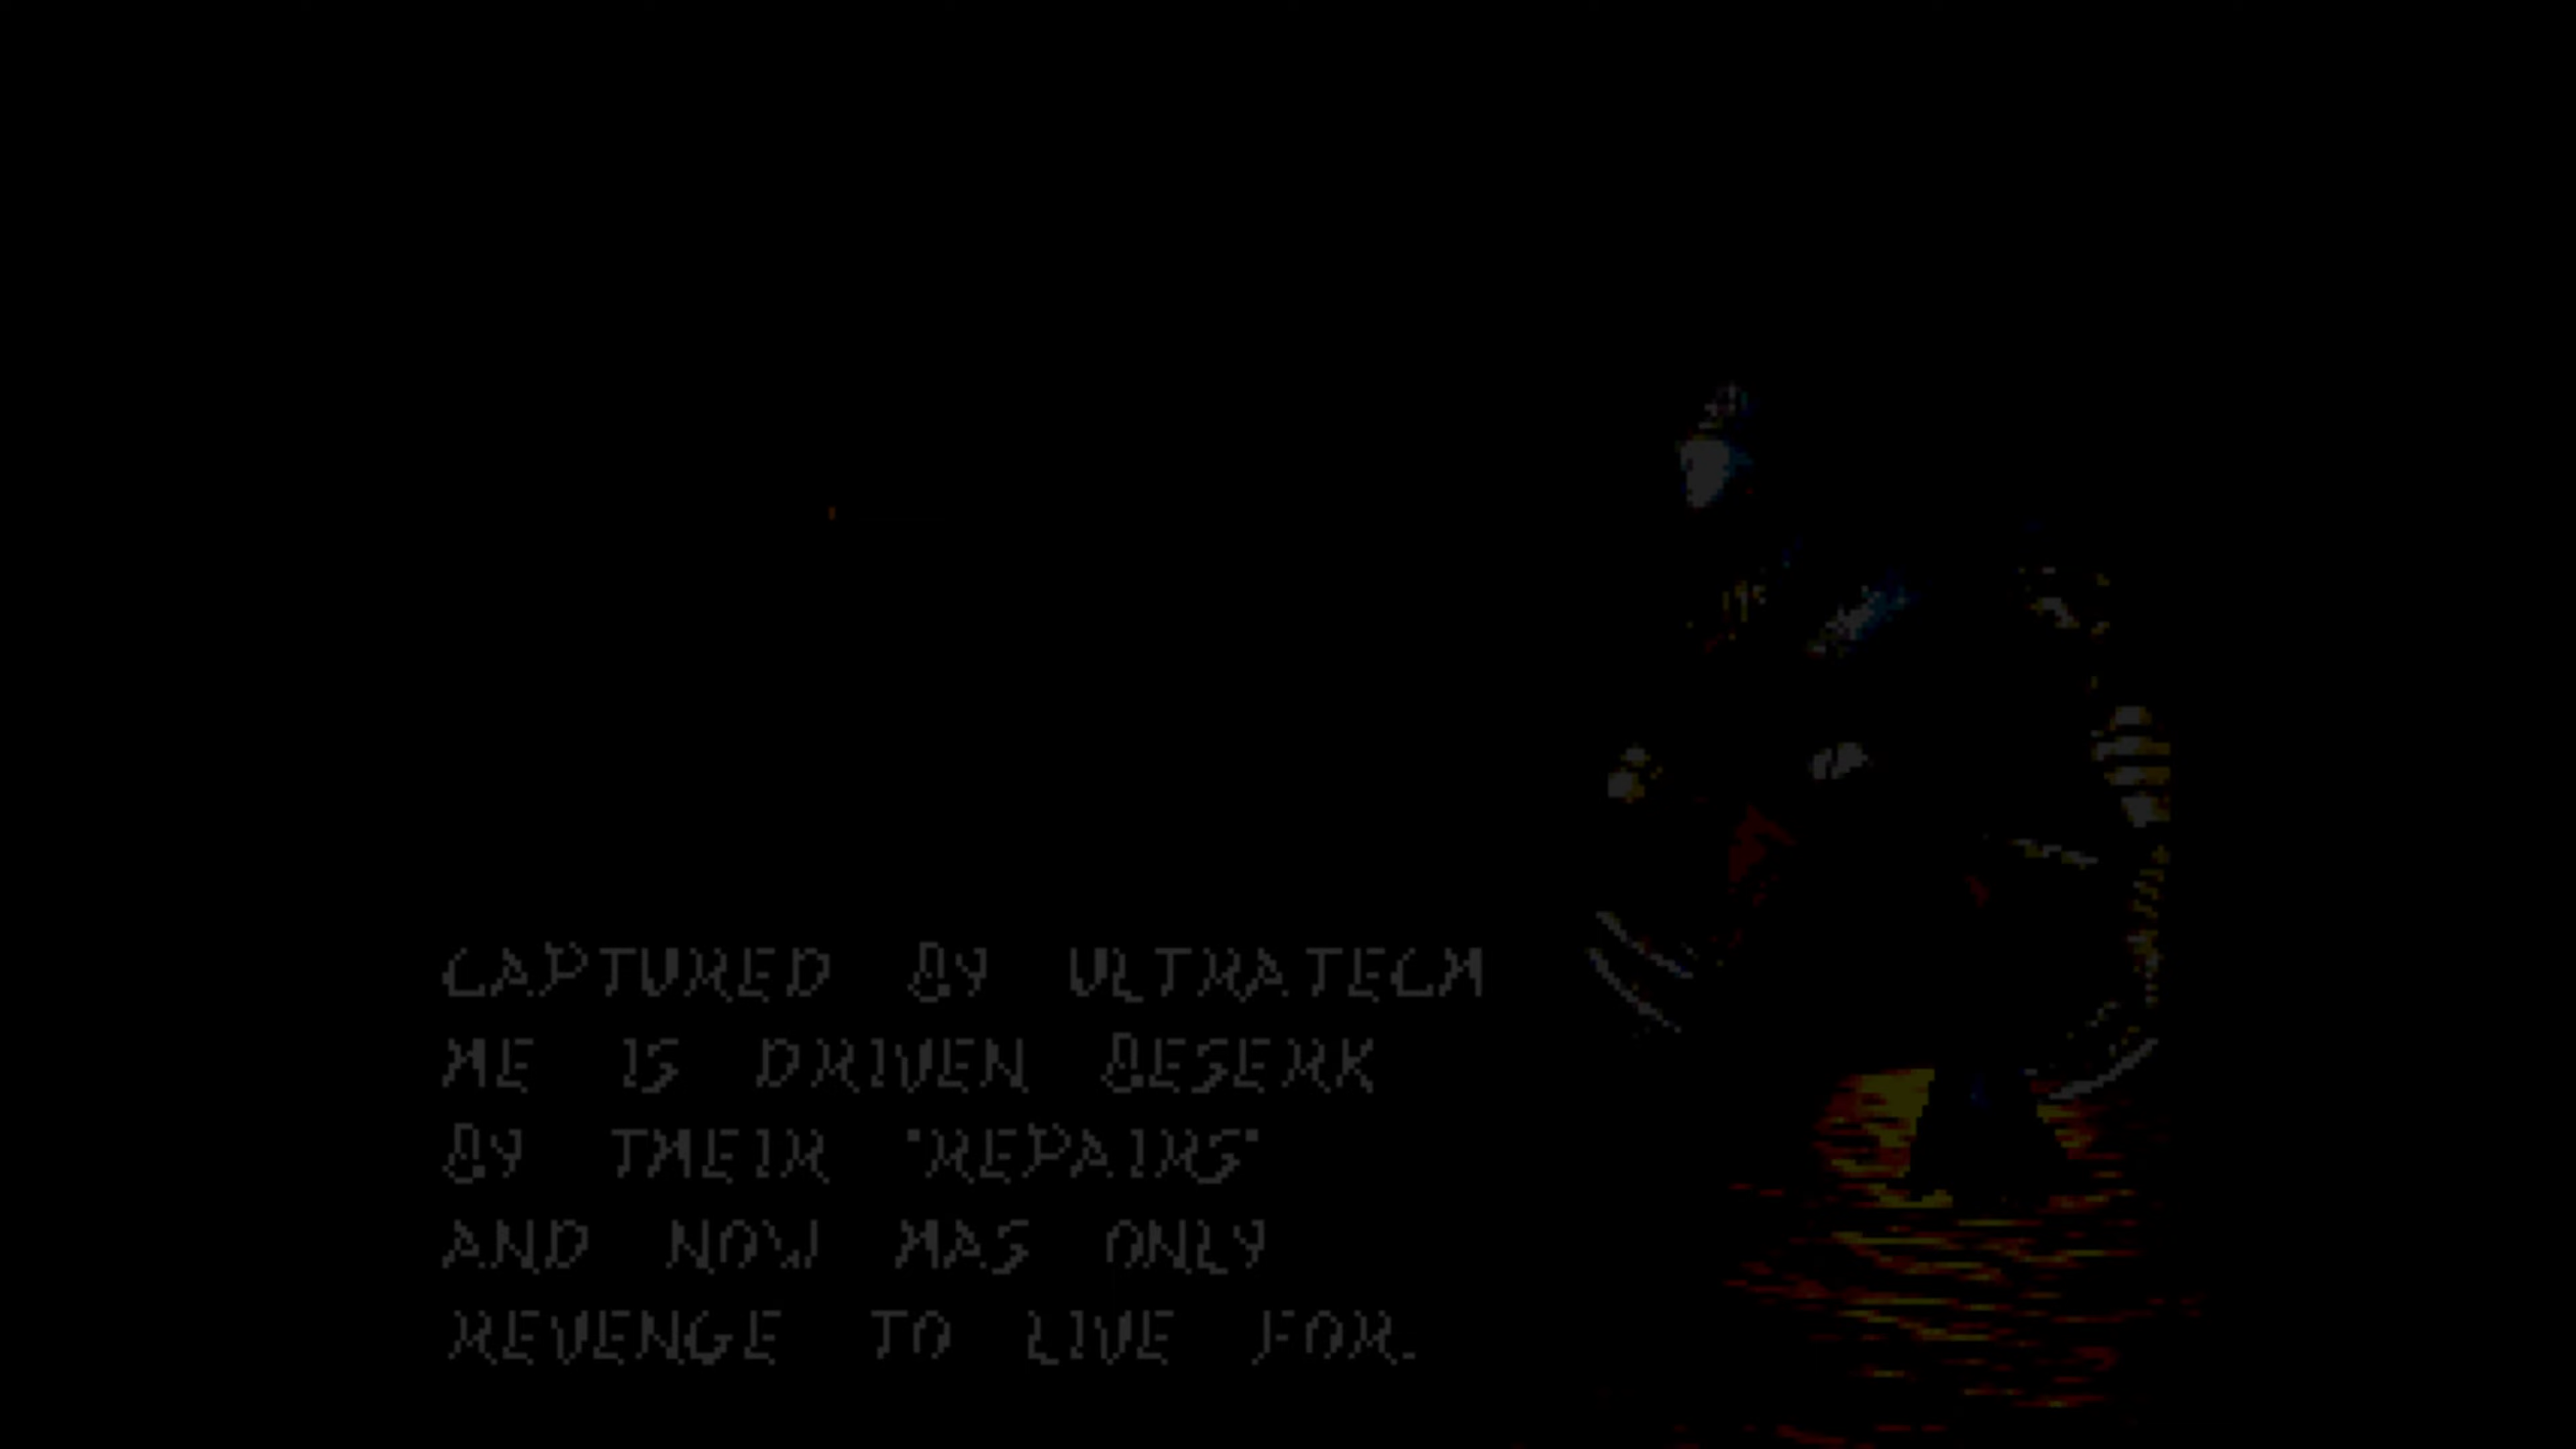 CAPTURED BY ULTRATECH
HE IS DRIVEN BESERK
BY THEIR "REPAIRS"
AND NOW HAS ONLY
REVENGE TO LIVE FOR.